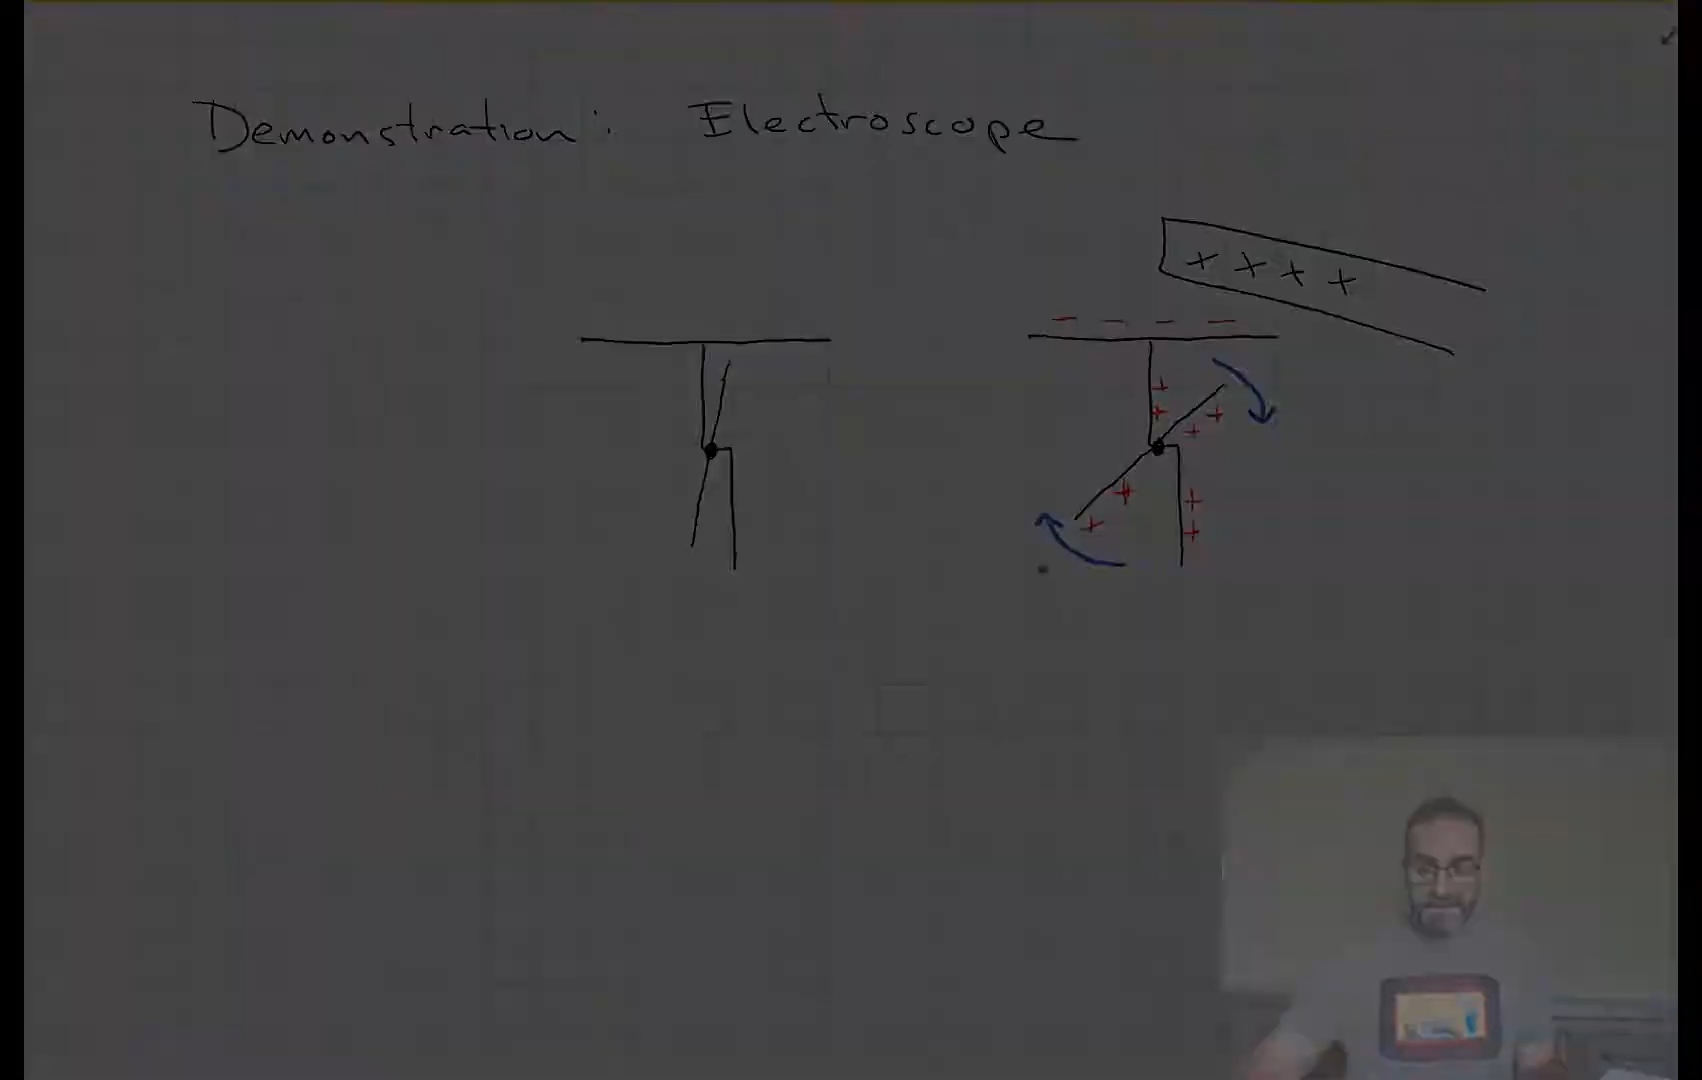 Demonstration: Electroscope
+ + + +
- - - -
+
+ +
+
+ +
+ +